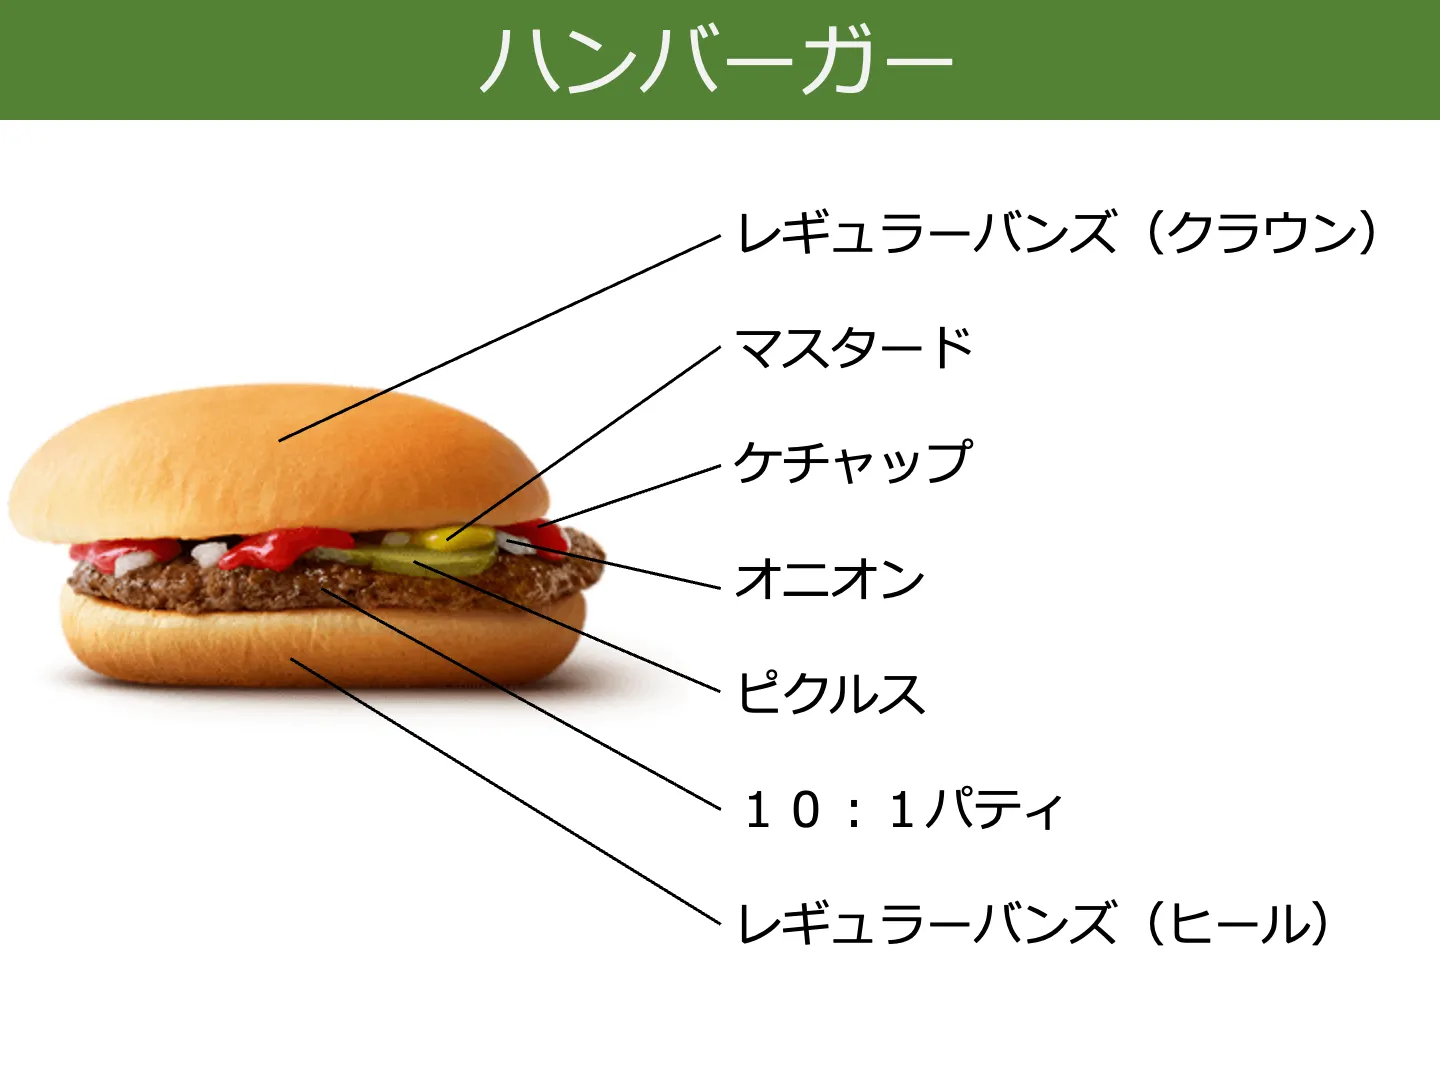 ハンバーガー
レギュラーバンズ（クラウン）
マスタード
ケチャップ
オニオン
ピクルス
１０：１パティ
レギュラーバンズ（ヒール）